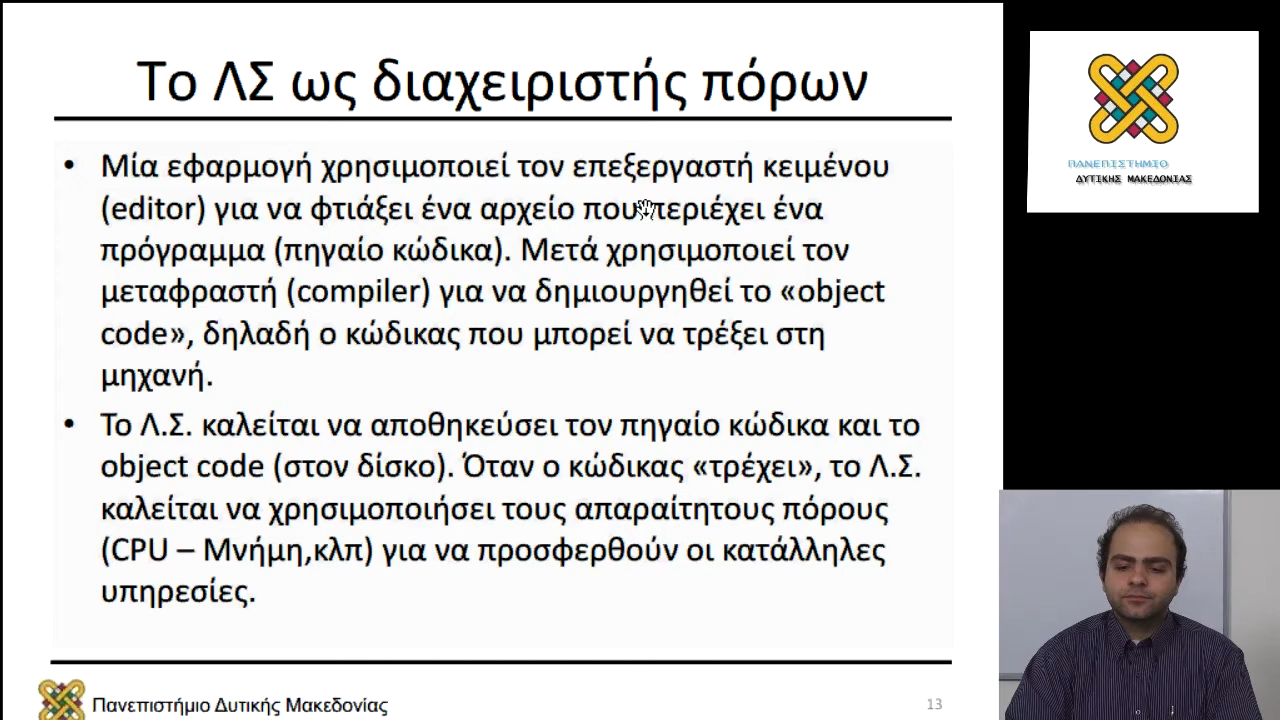 Το ΛΣ ως διαχειριστής πόρων
• Μία εφαρμογή χρησιμοποιεί τον επεξεργαστή κειμένου
(editor) για να φτιάξει ένα αρχείο που περιέχει ένα
πρόγραμμα (πηγαίο κώδικα). Μετά χρησιμοποιεί τον
μεταφραστή (compiler) για να δημιουργηθεί το «object
code», δηλαδή ο κώδικας που μπορεί να τρέξει στη
μηχανή.
• Το Λ.Σ. καλείται να αποθηκεύσει τον πηγαίο κώδικα και το
object code (στον δίσκο). Όταν ο κώδικας «τρέχει», το Λ.Σ.
καλείται να χρησιμοποιήσει τους απαραίτητους πόρους
(CPU – Μνήμη,κλπ) για να προσφερθούν οι κατάλληλες
υπηρεσίες.
Πανεπιστήμιο Δυτικής Μακεδονίας
13
ΠΑΝΕΠΙΣΤΗΜΙΟ
ΔΥΤΙΚΗΣ ΜΑΚΕΔΟΝΙΑΣ